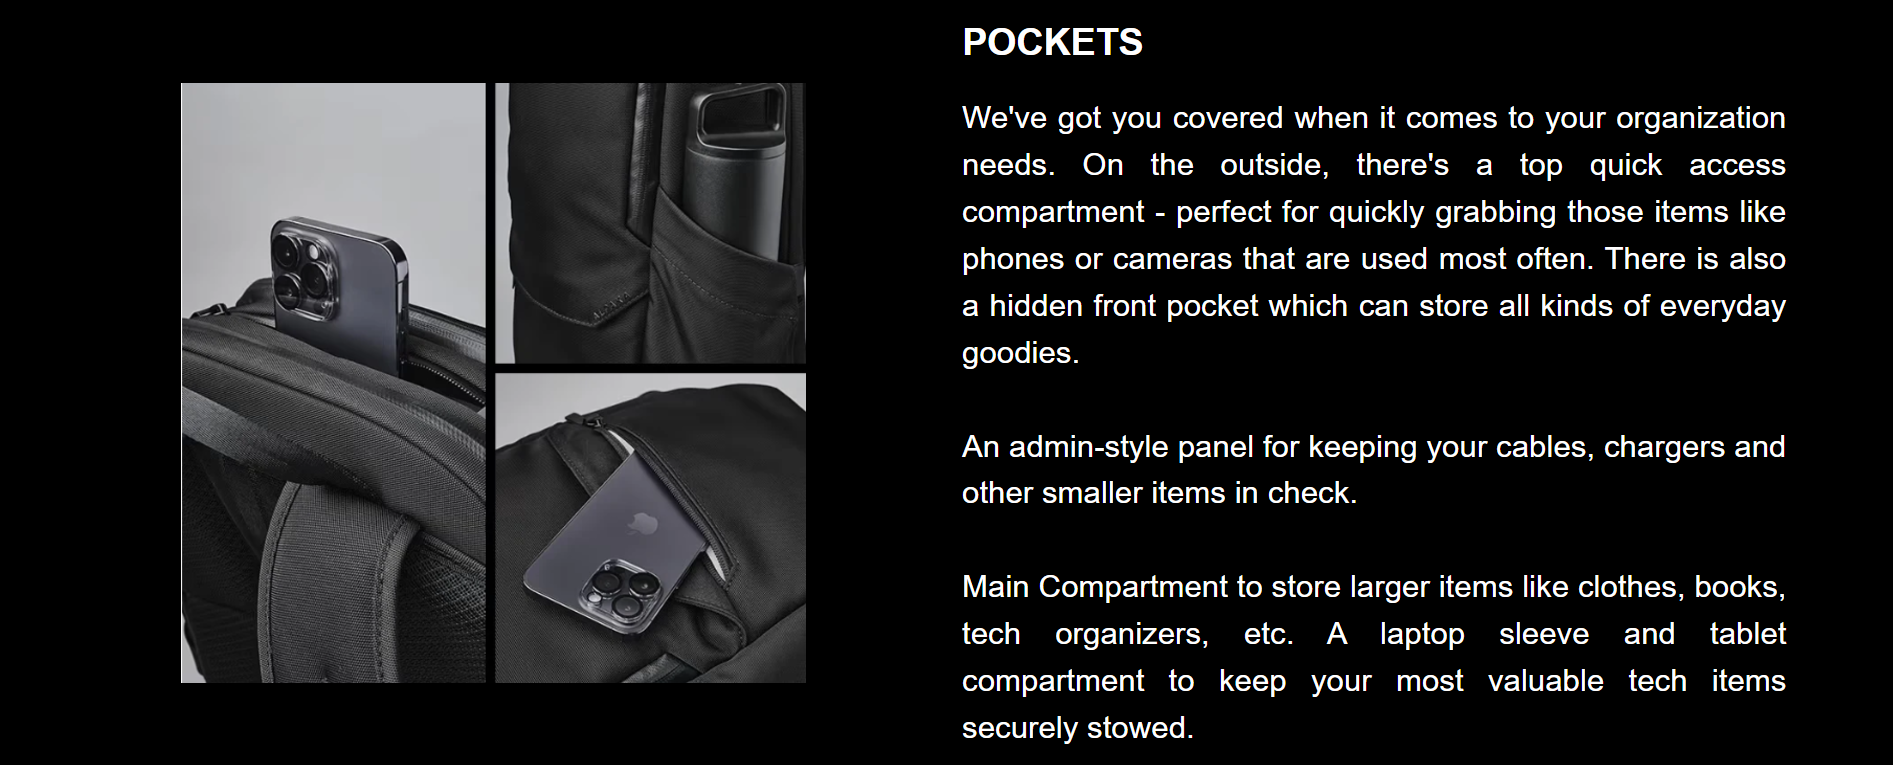 POCKETS
We've got you covered when it comes to your organization
needs. On the outside, there's a top quick access
compartment - perfect for quickly grabbing those items like
phones or cameras that are used most often. There is also
a hidden front pocket which can store all kinds of everyday
goodies.
An admin-style panel for keeping your cables, chargers and
other smaller items in check.
Main Compartment to store larger items like clothes, books,
tech organizers, etc. A laptop sleeve and tablet
compartment to keep your most valuable tech items
securely stowed.